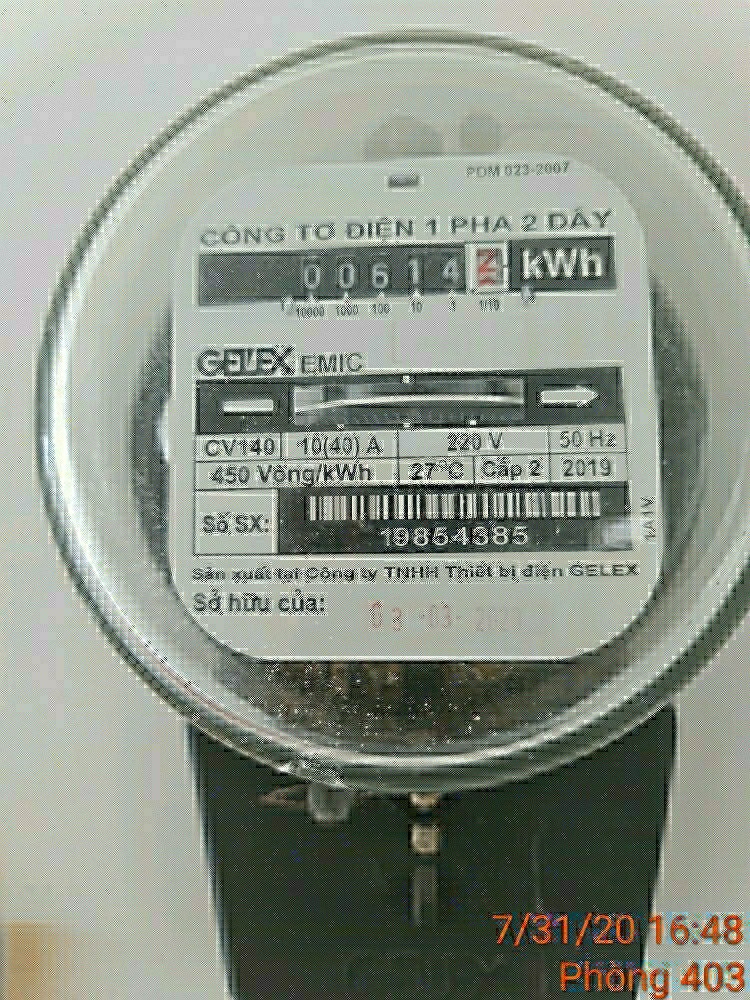 PDM 023-2007
CÔNG TƠ ĐIỆN 1 PHA 2 DÂY
0 0 6 1 4 kWh
10000 1000 100 10 1 1/10
GELEX EMIC
CV140 10(40) A 220 V 50 Hz
450 Vòng/kWh 27°C Cấp 2 2019
Số SX: 19854385
Sản xuất tại Công ty TNHH Thiết bị điện GELEX
Sở hữu của:
7/31/20 16:48
Phòng 403